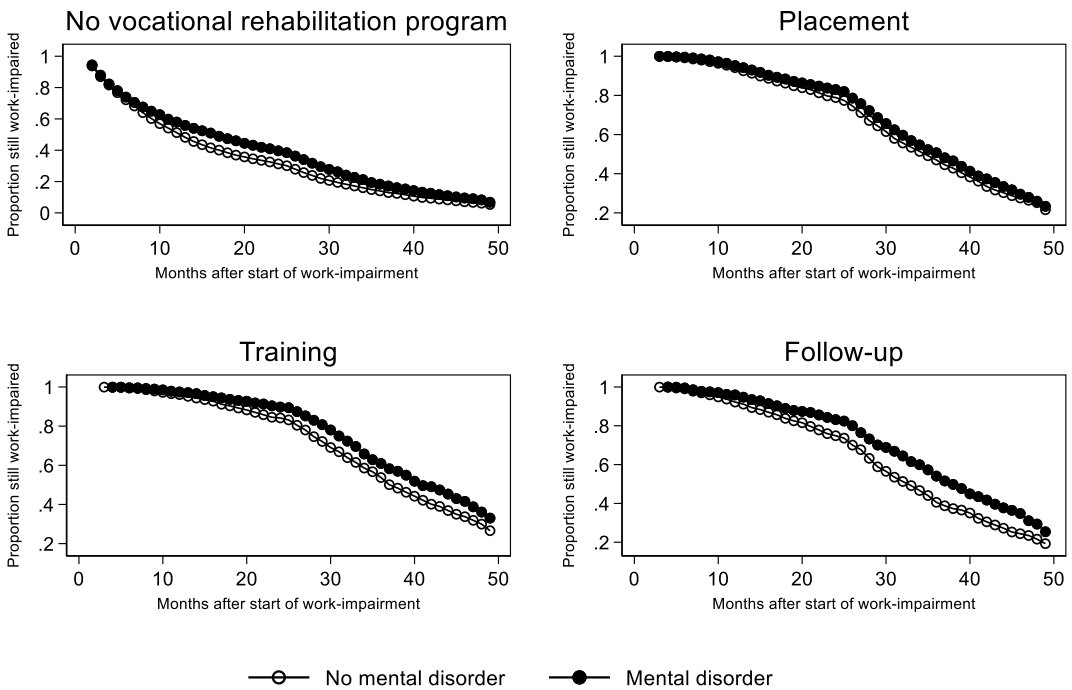 No vocational rehabilitation program
Proportion still work-impaired
1
.8
.6
.4
.2
0
0 10 20 30 40 50
Months after start of work-impairment
Placement
Proportion still work-impaired
1
.8
.6
.4
.2
0 10 20 30 40 50
Months after start of work-impairment
Training
Proportion still work-impaired
1
.8
.6
.4
.2
0 10 20 30 40 50
Months after start of work-impairment
Follow-up
Proportion still work-impaired
1
.8
.6
.4
.2
0 10 20 30 40 50
Months after start of work-impairment
No mental disorder Mental disorder